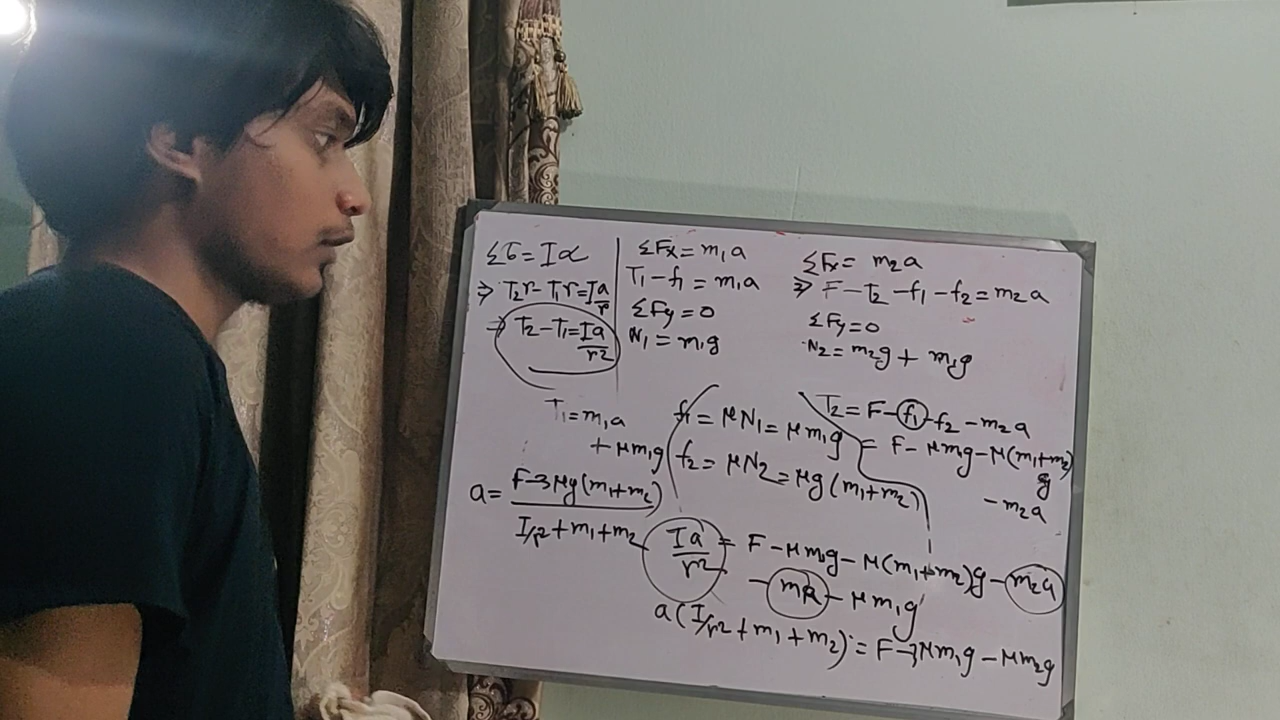 Στ = Iα
⇒ T₂r - T₁r = Ia/r
⇒ T₂ - T₁ = Ia/r²
ΣFx = m₁a
T₁ - f₁ = m₁a
ΣFy = 0
N₁ = m₁g
ΣFx = m₂a
⇒ F - T₂ - f₁ - f₂ = m₂a
ΣFy = 0
N₂ = m₂g + m₁g
T₁ = m₁a
+ μm₁g
f₁ = μN₁ = μm₁g
f₂ = μN₂ = μg(m₁+m₂)
T₂ = F - f₁ - f₂ - m₂a
= F - μm₁g - μ(m₁+m₂)
g
- m₂a
a = F - 3μg(m₁+m₂)
I/r² + m₁ + m₂
Ia/r² = F - μm₁g - μ(m₁+m₂)g - m₂a
- m₁a - μm₁g
a(I/r² + m₁ + m₂) = F - 3μm₁g - μm₂g